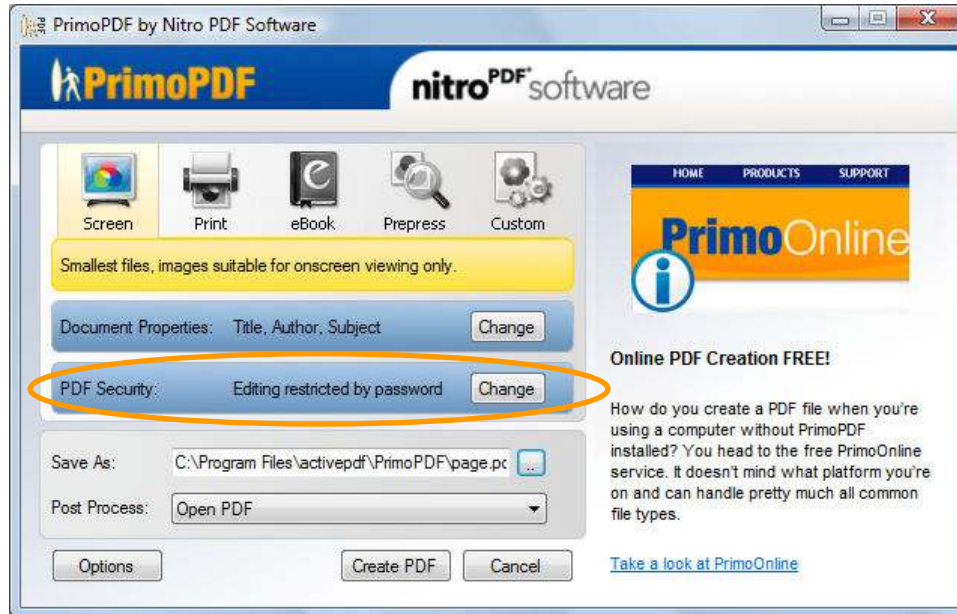 PrimoPDF by Nitro PDF Software
PrimoPDF
nitroPDF software
Screen Print eBook Prepress Custom
Smallest files, images suitable for onscreen viewing only.
Document Properties: Title, Author, Subject Change
PDF Security: Editing restricted by password Change
Save As: C:\Program Files\activepdf\PrimoPDF\page.pc ..
Post Process: Open PDF
Options Create PDF Cancel
HOME PRODUCTS SUPPORT
PrimoOnline
Online PDF Creation FREE!
How do you create a PDF file when you're
using a computer without PrimoPDF
installed? You head to the free PrimoOnline
service. It doesn't mind what platform you're
on and can handle pretty much all common
file types.
Take a look at PrimoOnline